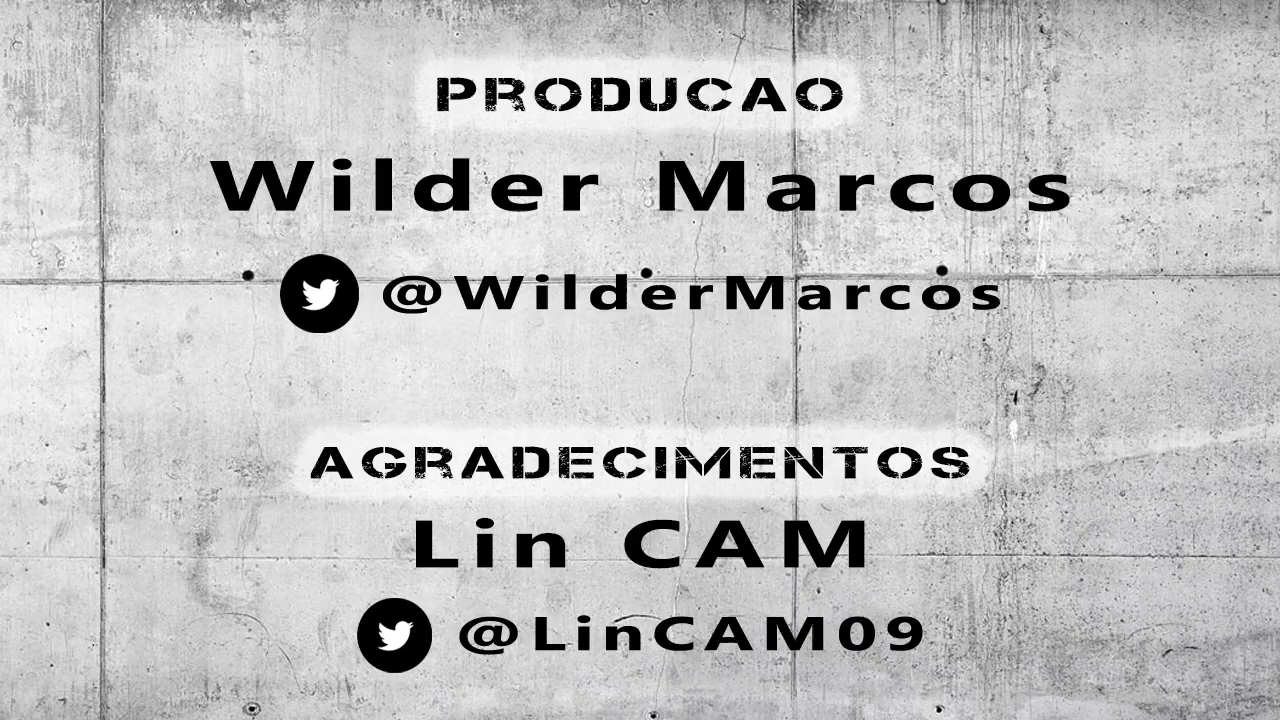 PRODUCAO
Wilder Marcos
@WilderMarcos
AGRADECIMENTOS
Lin CAM
@LinCAM09